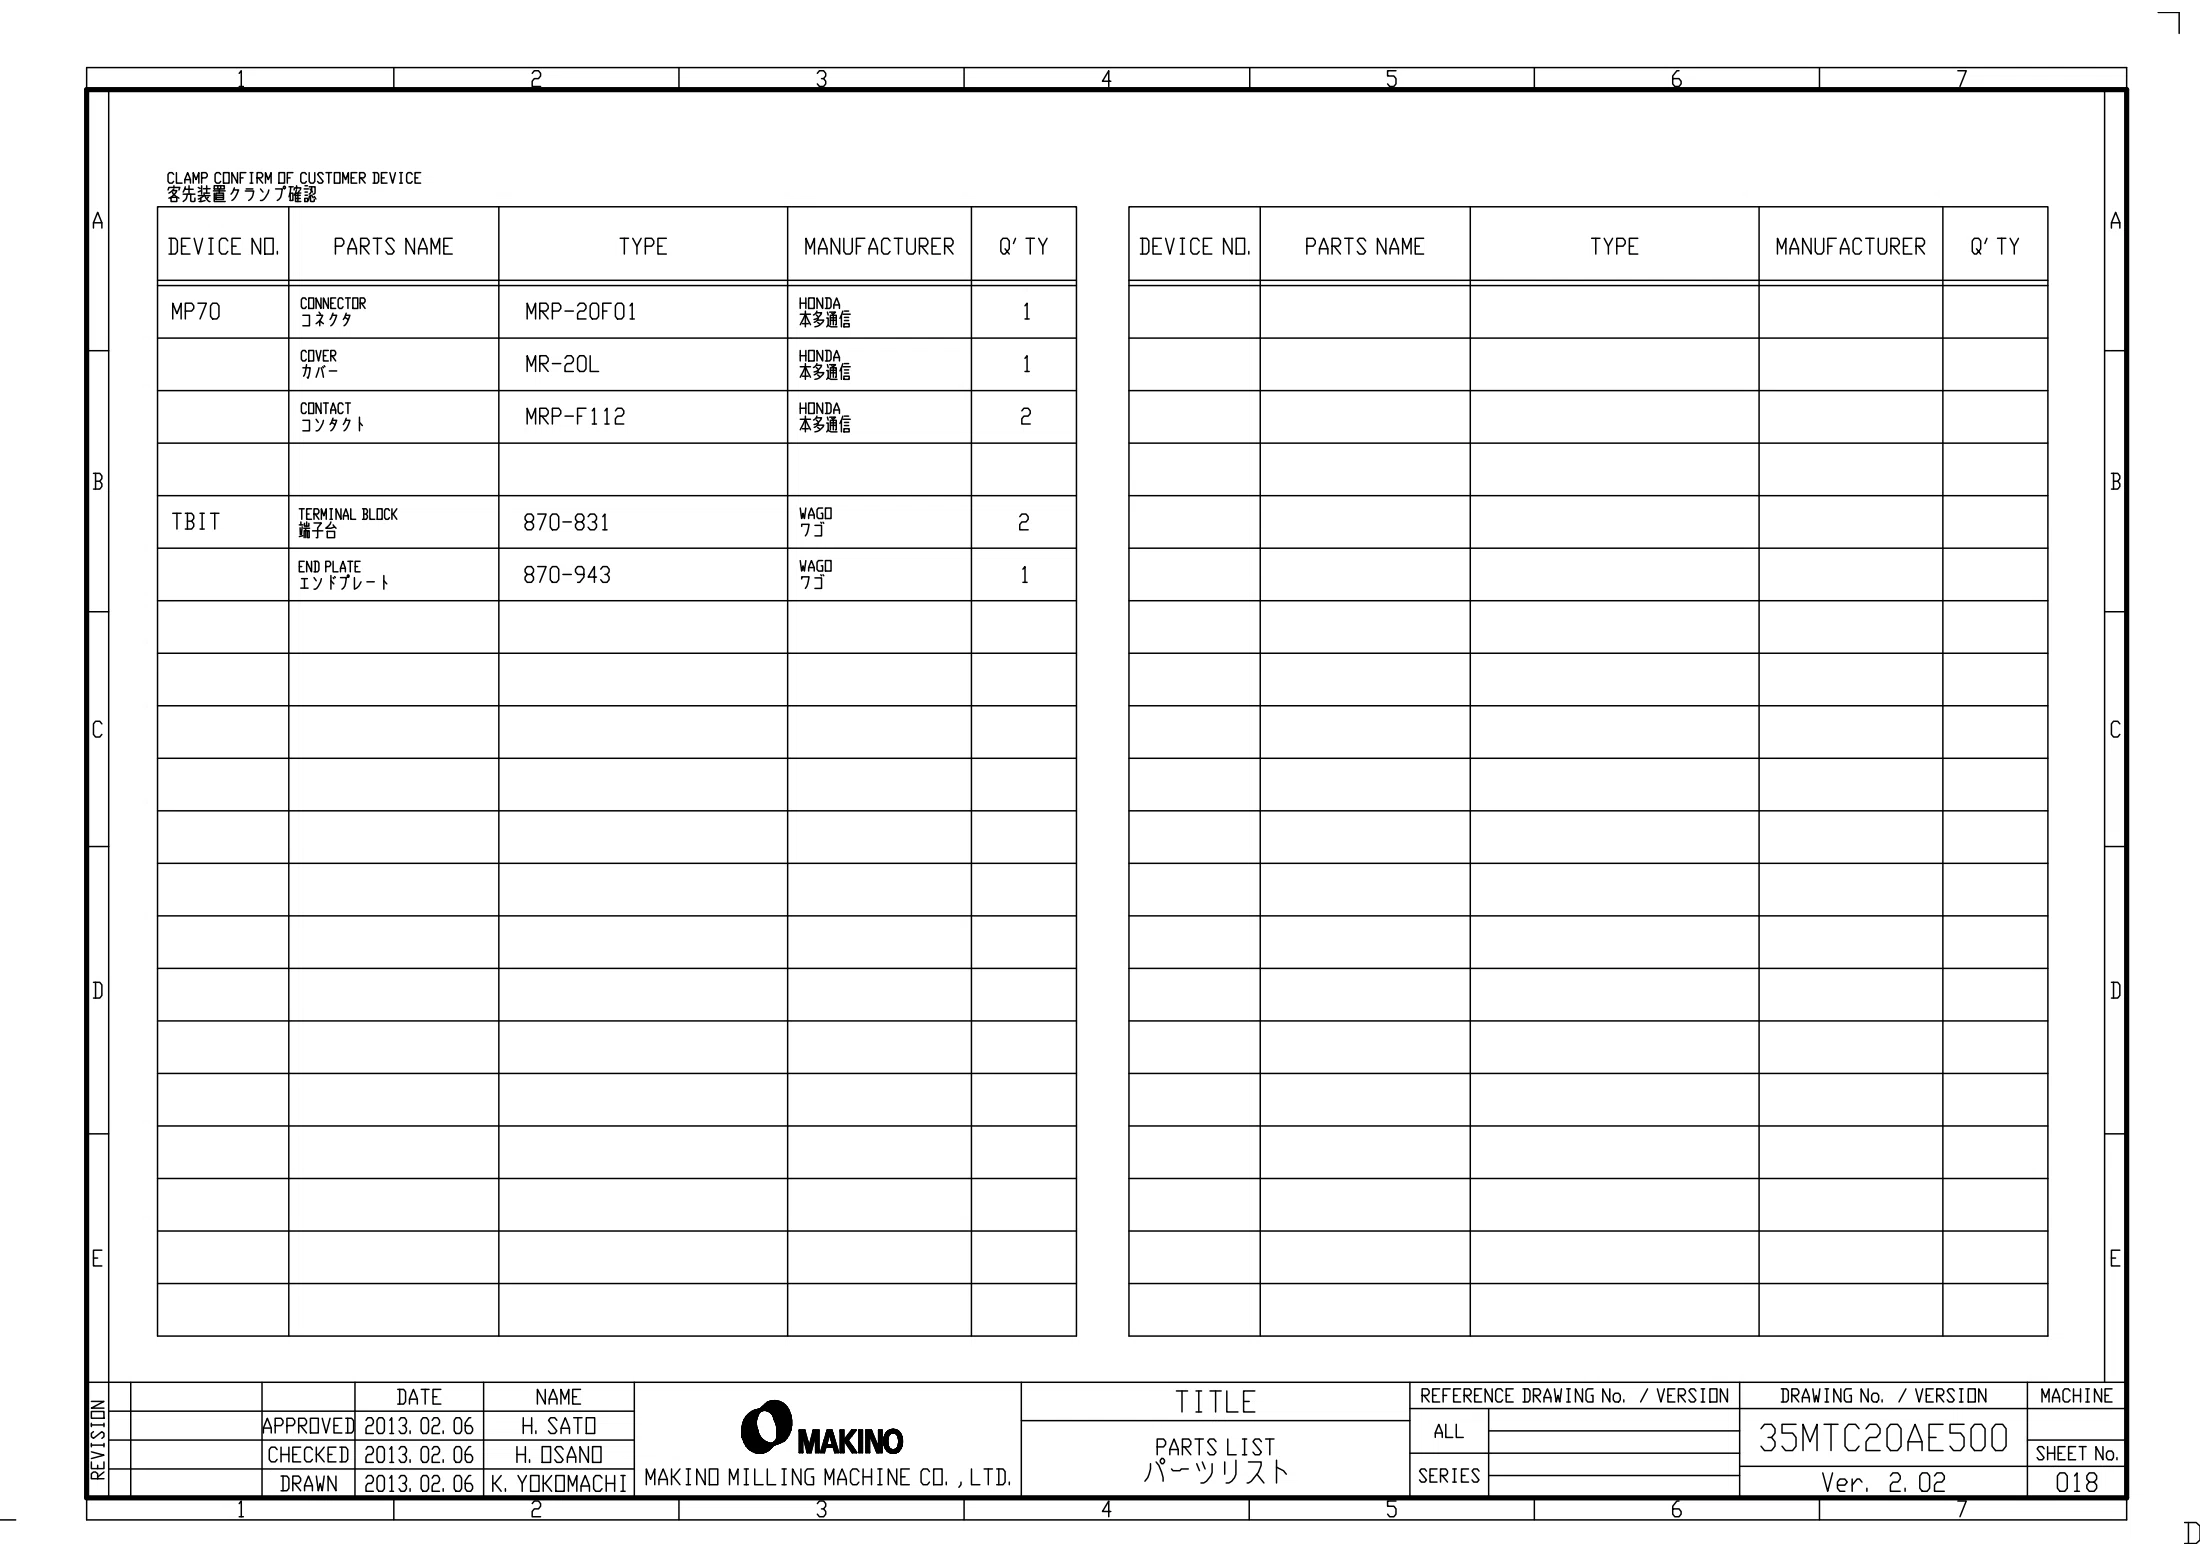 1 2 3 4 5 6 7
CLAMP CONFIRM OF CUSTOMER DEVICE
客先装置クランプ確認
A A
DEVICE NO. PARTS NAME TYPE MANUFACTURER Q'TY DEVICE NO. PARTS NAME TYPE MANUFACTURER Q'TY
MP70 CONNECTOR MRP-20F01 HONDA 1
コネクタ 本多通信
COVER MR-20L HONDA 1
カバー 本多通信
CONTACT MRP-F112 HONDA 2
コンタクト 本多通信
B B
TBIT TERMINAL BLOCK 870-831 WAGO 2
端子台 ワゴ
END PLATE 870-943 WAGO 1
エンドプレート ワゴ
C C
D D
E E
REVISION
DATE NAME
APPROVED 2013.02.06 H. SATO
CHECKED 2013.02.06 H. OSANO
DRAWN 2013.02.06 K. YOKOMACHI
MAKINO
MAKINO MILLING MACHINE CO.,LTD.
TITLE
PARTS LIST
パーツリスト
REFERENCE DRAWING No. / VERSION
ALL
SERIES
DRAWING No. / VERSION
35MTC20AE500
Ver. 2.02
MACHINE
SHEET No.
018
1 2 3 4 5 6 7
D